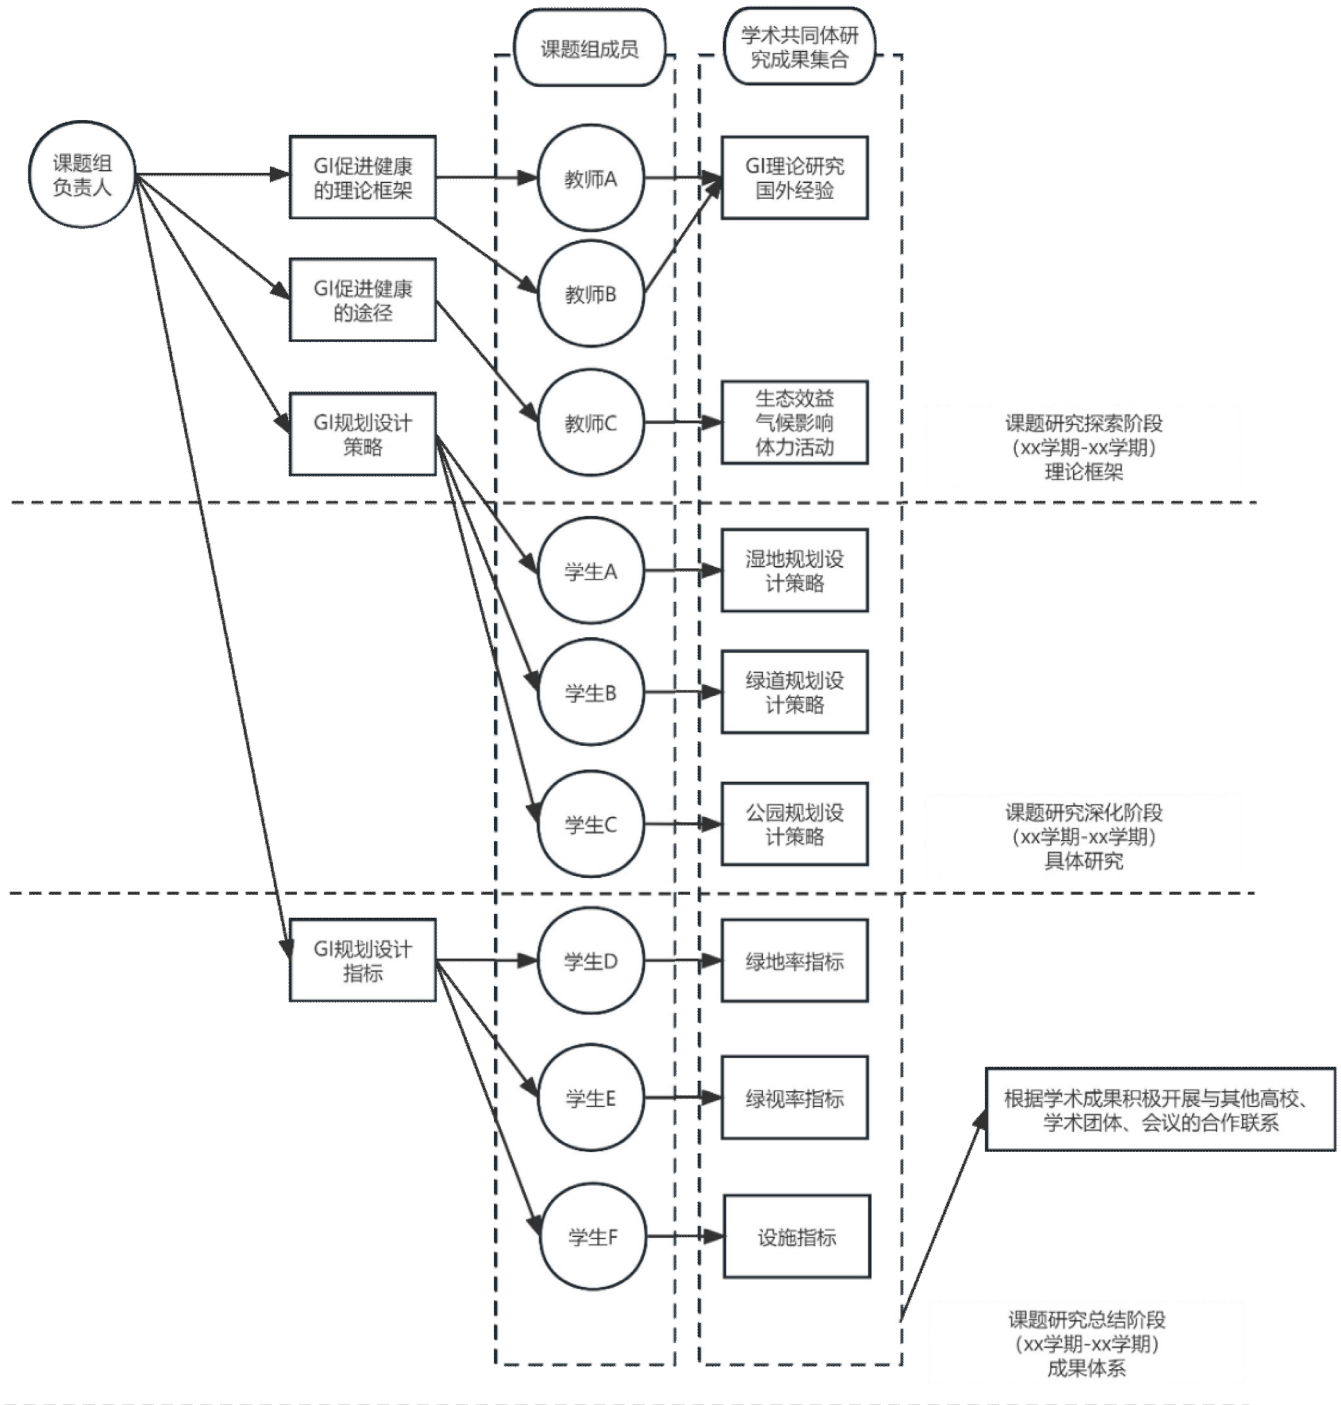 课题组成员
学术共同体研
究成果集合
课题组
负责人
GI促进健康
的理论框架
教师A
GI理论研究
国外经验
GI促进健康
的途径
教师B
GI规划设计
策略
教师C
生态效益
气候影响
体力活动
课题研究探索阶段
(xx学期-xx学期)
理论框架
学生A
湿地规划设
计策略
学生B
绿道规划设
计策略
学生C
公园规划设
计策略
课题研究深化阶段
(xx学期-xx学期)
具体研究
GI规划设计
指标
学生D
绿地率指标
学生E
绿视率指标
根据学术成果积极开展与其他高校、
学术团体、会议的合作联系
学生F
设施指标
课题研究总结阶段
(xx学期-xx学期)
成果体系